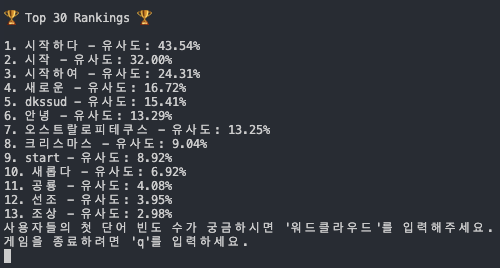 🏆 Top 30 Rankings 🏆
1. 시작하다 - 유사도: 43.54%
2. 시작 - 유사도: 32.00%
3. 시작하여 - 유사도: 24.31%
4. 새로운 - 유사도: 16.72%
5. dkssud - 유사도: 15.41%
6. 안녕 - 유사도: 13.29%
7. 오스트랄로피테쿠스 - 유사도: 13.25%
8. 크리스마스 - 유사도: 9.04%
9. start - 유사도: 8.92%
10. 새롭다 - 유사도: 6.92%
11. 공룡 - 유사도: 4.08%
12. 선조 - 유사도: 3.95%
13. 조상 - 유사도: 2.98%
사용자들의 첫 단어 빈도 수가 궁금하시면 '워드클라우드'를 입력해주세요.
게임을 종료하려면 'q'를 입력하세요.